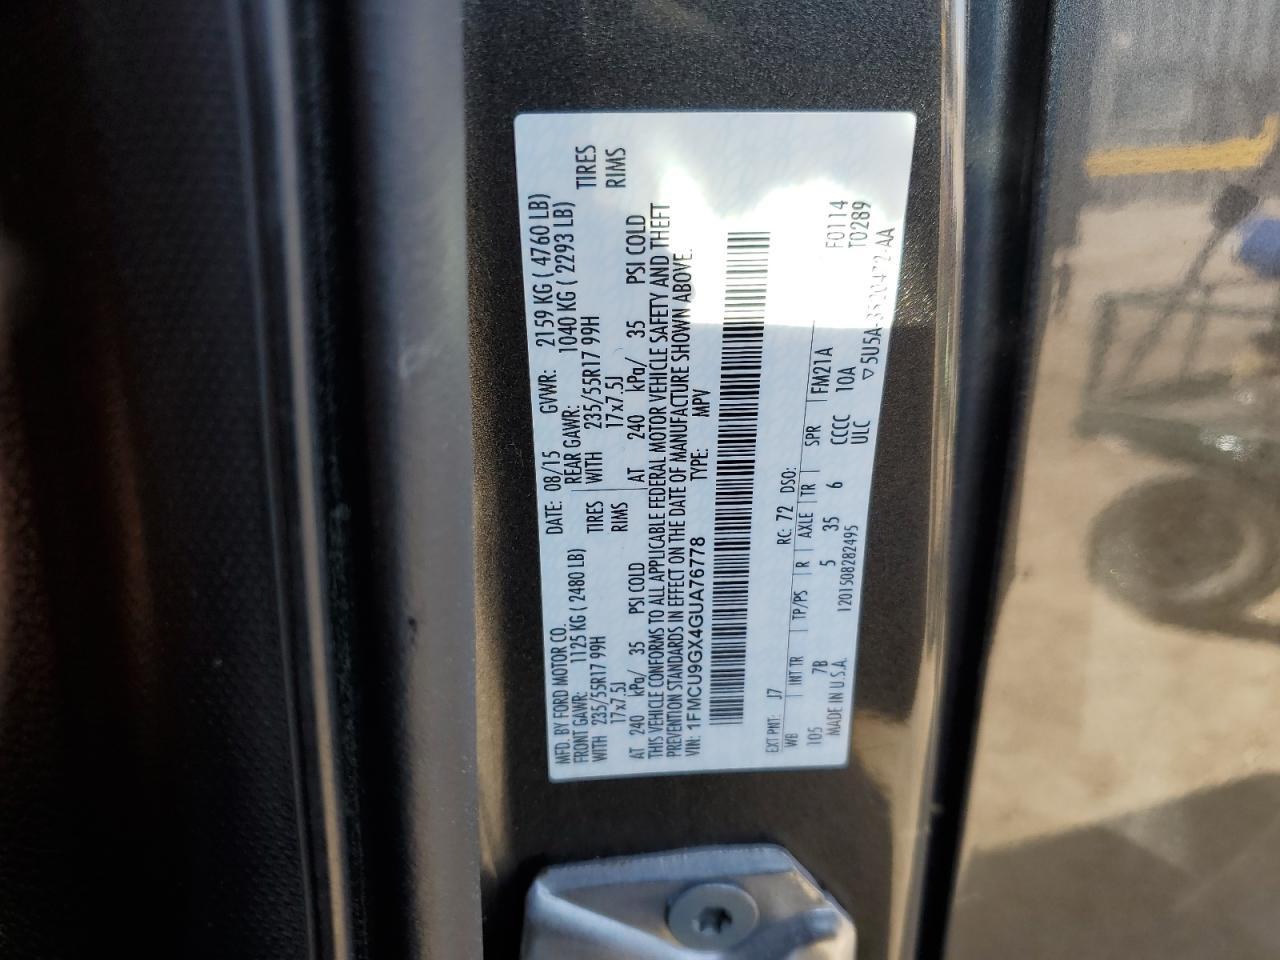 MFD. BY FORD MOTOR CO. DATE: 08/15 GVWR: 2159 KG ( 4760 LB)
FRONT GAWR: 1125 KG ( 2480 LB) REAR GAWR: 1040 KG ( 2293 LB)
WITH 235/55R17 99H TIRES WITH 235/55R17 99H TIRES
17x7.5J RIMS 17x7.5J RIMS
AT 240 kPa/ 35 PSI COLD AT 240 kPa/ 35 PSI COLD
THIS VEHICLE CONFORMS TO ALL APPLICABLE FEDERAL MOTOR VEHICLE SAFETY AND THEFT
PREVENTION STANDARDS IN EFFECT ON THE DATE OF MANUFACTURE SHOWN ABOVE.
VIN: 1FMCU9GX4GUA76778 TYPE: MPV
EXT PNT: J7 RC: 72 DSO: F0114
WB INT TR TP/PS R AXLE TR SPR FM21A T0289
105 7B 5 35 6 CCCC 10A
ULC
MADE IN U.S.A. 1201508282495 ▽5U5A-3520472-AA